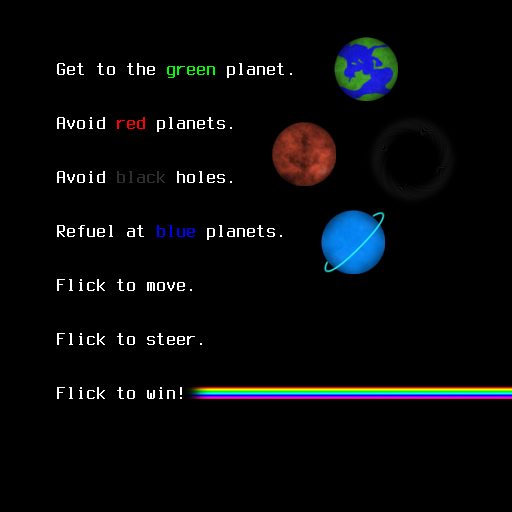 Get to the green planet.
Avoid red planets.
Avoid black holes.
Refuel at blue planets.
Flick to move.
Flick to steer.
Flick to win!